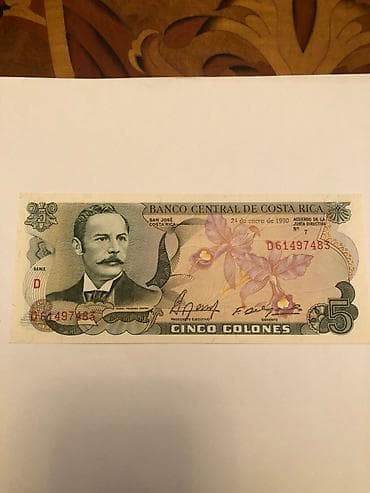 BANCO CENTRAL DE COSTA RICA
SAN JOSÉ
COSTA RICA
24 de enero de 1990
ACUERDO DE LA
JUNTA DIRECTIVA
Nº 7
D61497483
SERIE
D
D61497483
5
CINCO COLONES
GERENTE